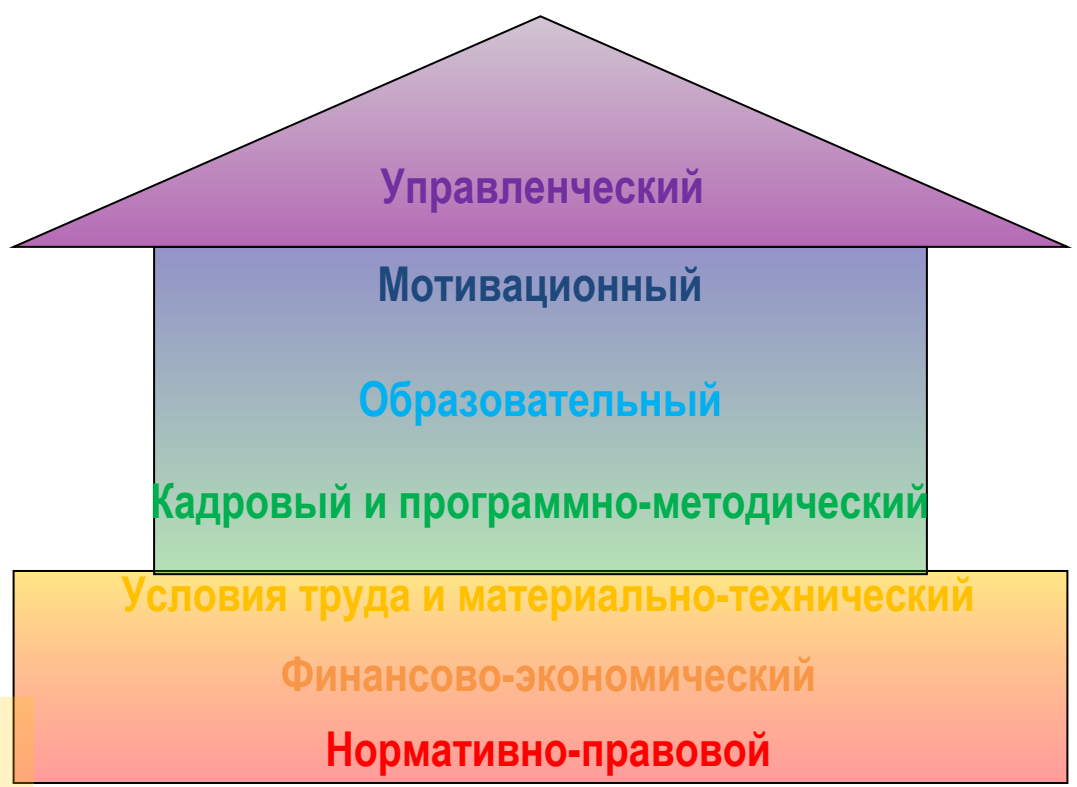 Управленческий
Мотивационный
Образовательный
Кадровый и программно-методический
Условия труда и материально-технический
Финансово-экономический
Нормативно-правовой